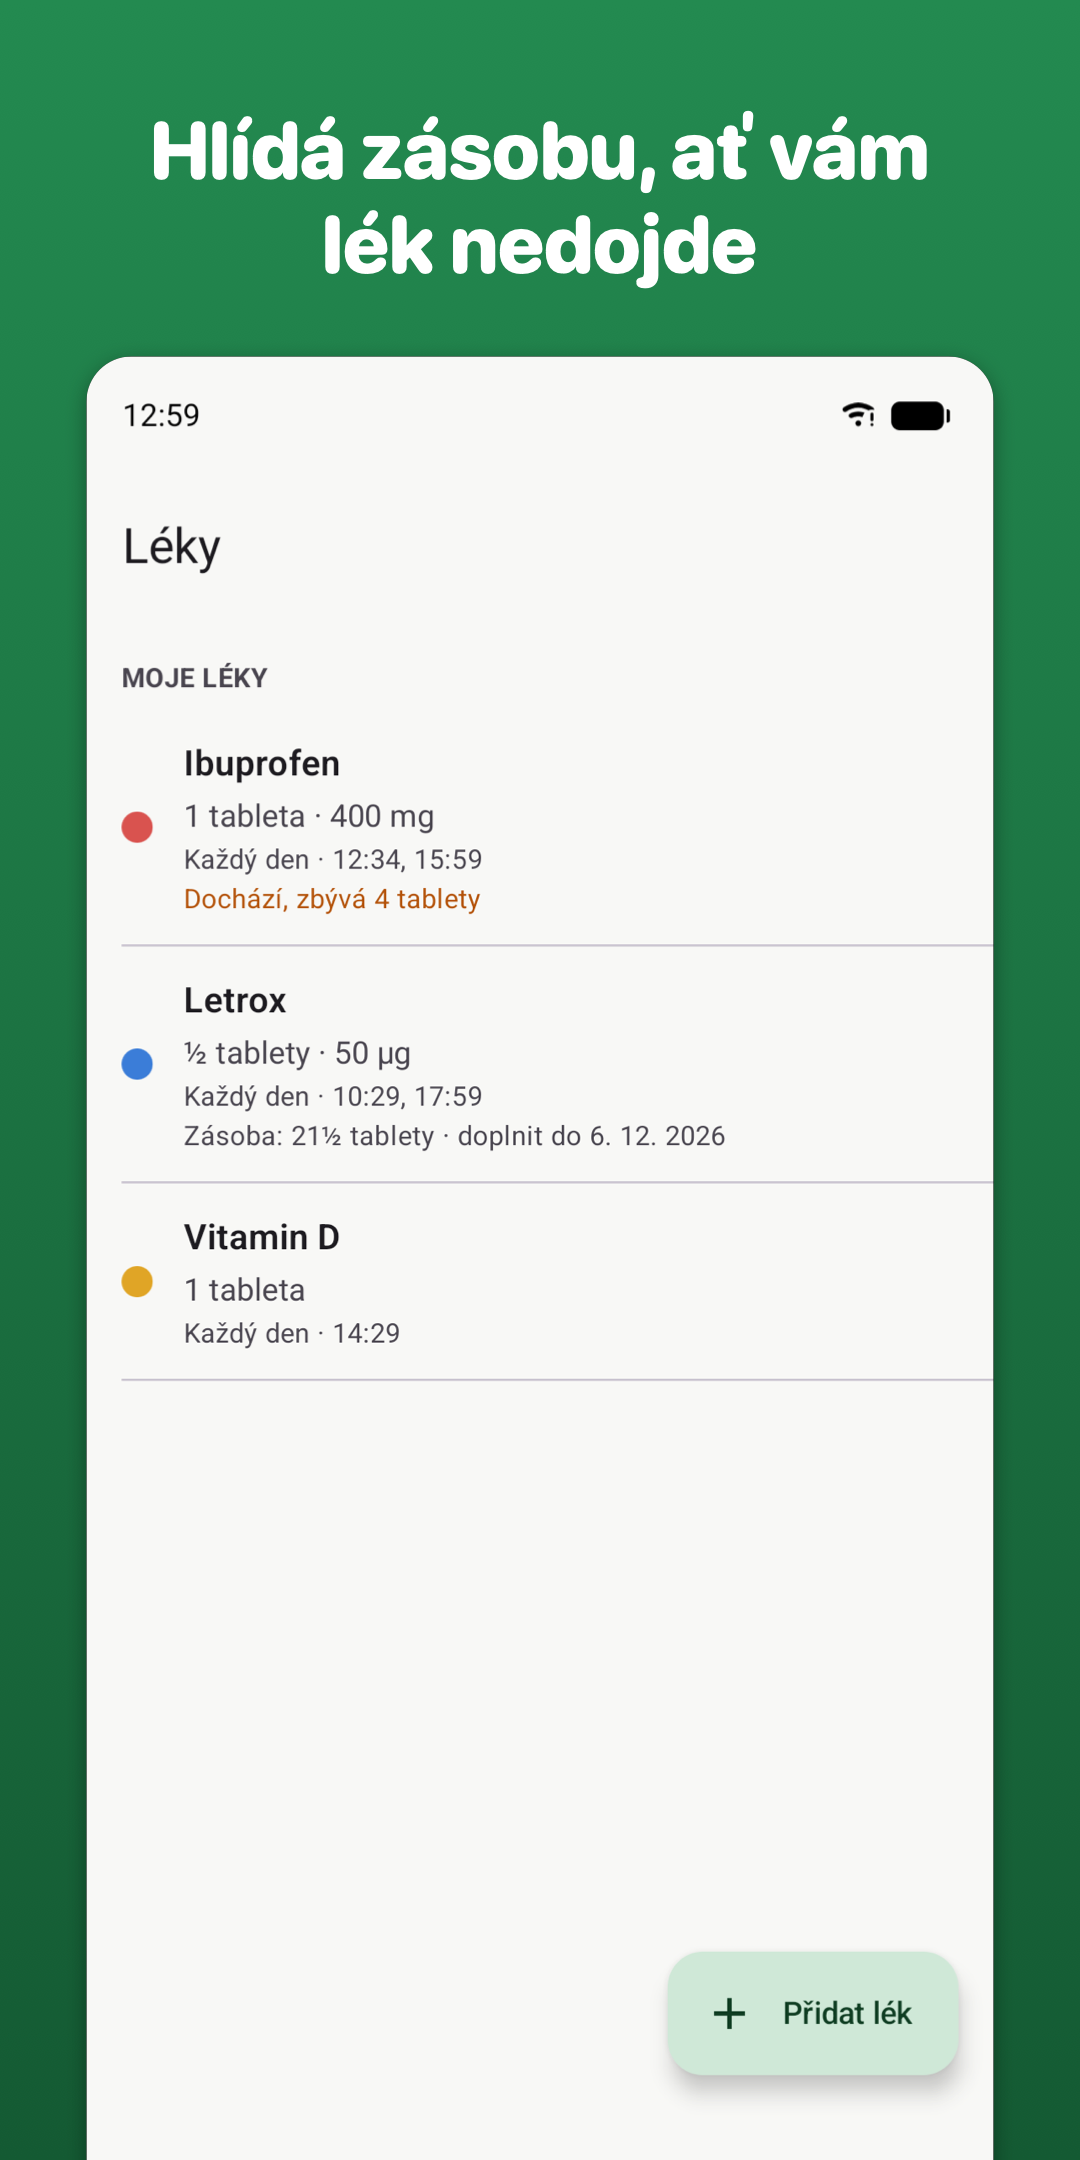 Hlídá zásobu, ať vám
lék nedojde
12:59
Léky
MOJE LÉKY
Ibuprofen
1 tableta · 400 mg
Každý den · 12:34, 15:59
Dochází, zbývá 4 tablety
Letrox
½ tablety · 50 µg
Každý den · 10:29, 17:59
Zásoba: 21½ tablety · doplnit do 6. 12. 2026
Vitamin D
1 tableta
Každý den · 14:29
+ Přidat lék